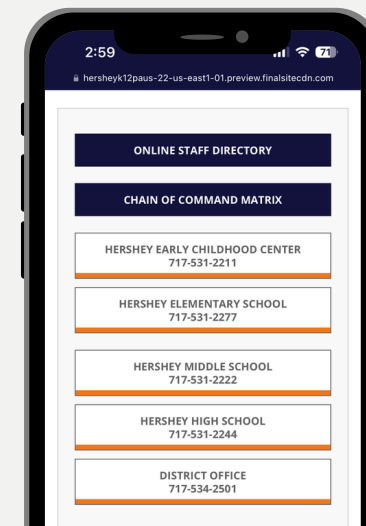 2:59
71
hersheyk12paus-22-us-east1-01.preview.finalsitecdn.com
ONLINE STAFF DIRECTORY
CHAIN OF COMMAND MATRIX
HERSHEY EARLY CHILDHOOD CENTER
717-531-2211
HERSHEY ELEMENTARY SCHOOL
717-531-2277
HERSHEY MIDDLE SCHOOL
717-531-2222
HERSHEY HIGH SCHOOL
717-531-2244
DISTRICT OFFICE
717-534-2501